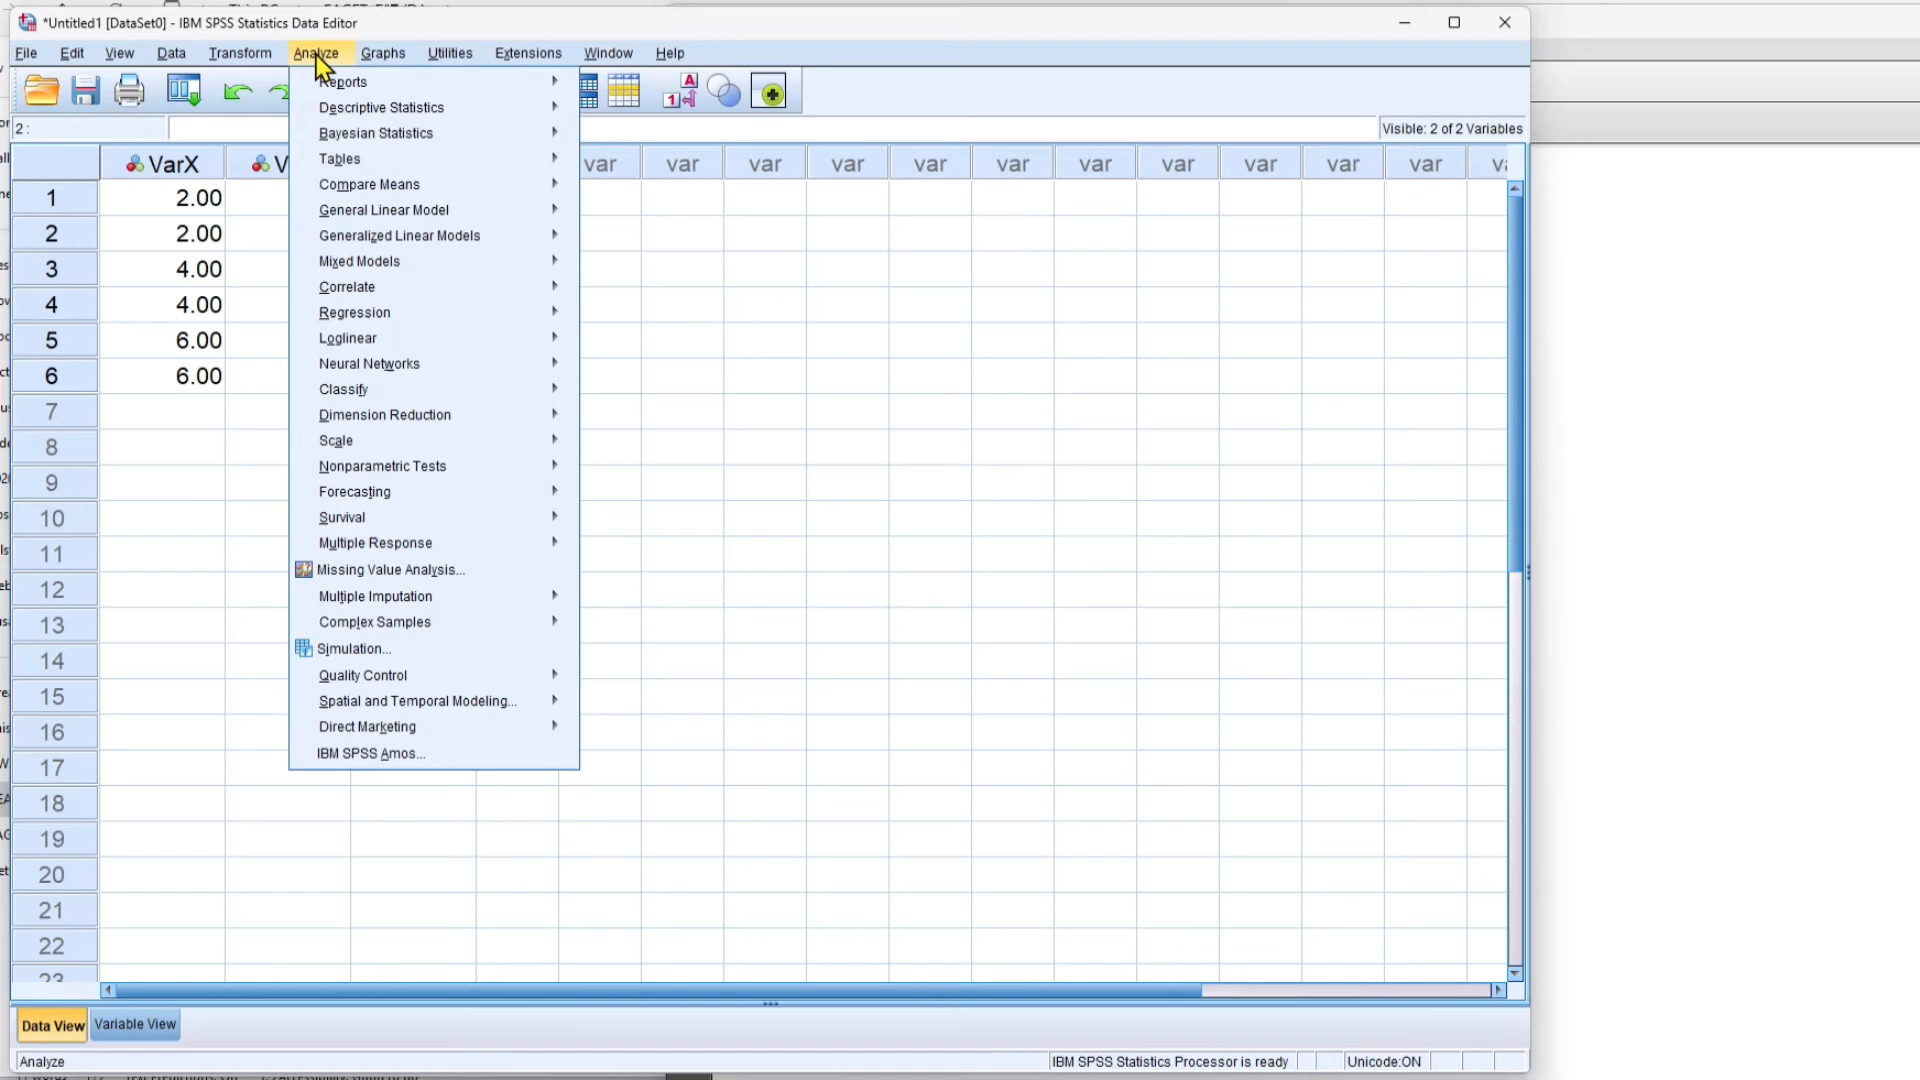 *Untitled1 [DataSet0] - IBM SPSS Statistics Data Editor
File Edit View Data Transform Analyze Graphs Utilities Extensions Window Help
2 :
Visible: 2 of 2 Variables
VarX var var var var var var var var var var var
1 2.00
2 2.00
3 4.00
4 4.00
5 6.00
6 6.00
7
8
9
10
11
12
13
14
15
16
17
18
19
20
21
22
23
Reports
Descriptive Statistics
Bayesian Statistics
Tables
Compare Means
General Linear Model
Generalized Linear Models
Mixed Models
Correlate
Regression
Loglinear
Neural Networks
Classify
Dimension Reduction
Scale
Nonparametric Tests
Forecasting
Survival
Multiple Response
Missing Value Analysis...
Multiple Imputation
Complex Samples
Simulation...
Quality Control
Spatial and Temporal Modeling...
Direct Marketing
IBM SPSS Amos...
Data View Variable View
Analyze
IBM SPSS Statistics Processor is ready Unicode:ON